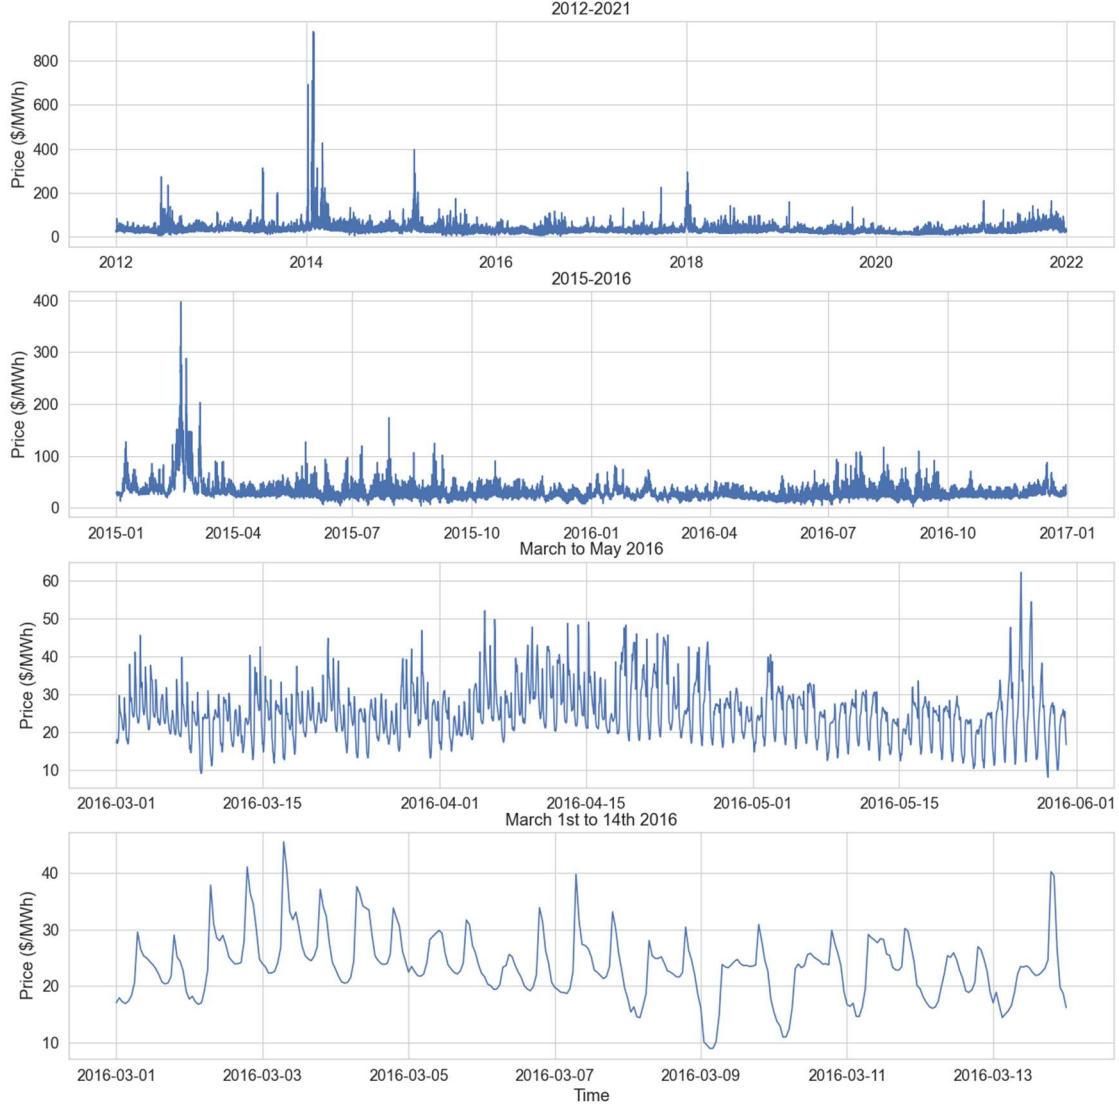 2012-2021
Price ($/MWh)
800
600
400
200
0
2012 2014 2016 2018 2020 2022
2015-2016
Price ($/MWh)
400
300
200
100
0
2015-01 2015-04 2015-07 2015-10 2016-01 2016-04 2016-07 2016-10 2017-01
March to May 2016
Price ($/MWh)
60
50
40
30
20
10
2016-03-01 2016-03-15 2016-04-01 2016-04-15 2016-05-01 2016-05-15 2016-06-01
March 1st to 14th 2016
Price ($/MWh)
40
30
20
10
2016-03-01 2016-03-03 2016-03-05 2016-03-07 2016-03-09 2016-03-11 2016-03-13
Time